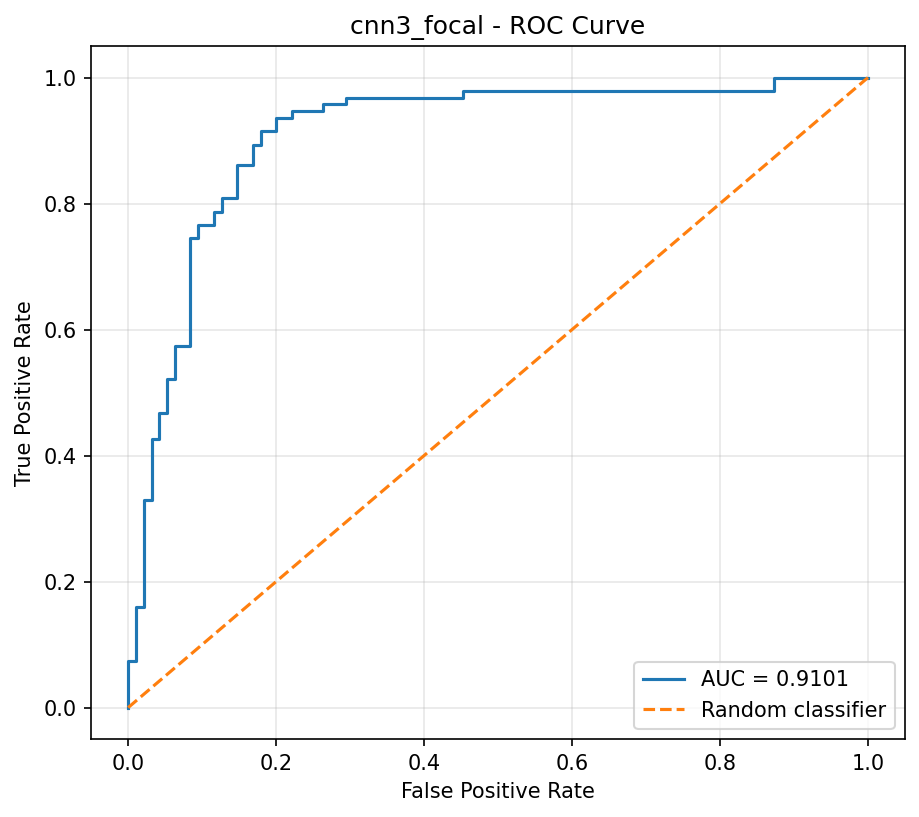 cnn3_focal - ROC Curve
True Positive Rate
1.0
0.8
0.6
0.4
0.2
0.0
AUC = 0.9101
Random classifier
0.0 0.2 0.4 0.6 0.8 1.0
False Positive Rate